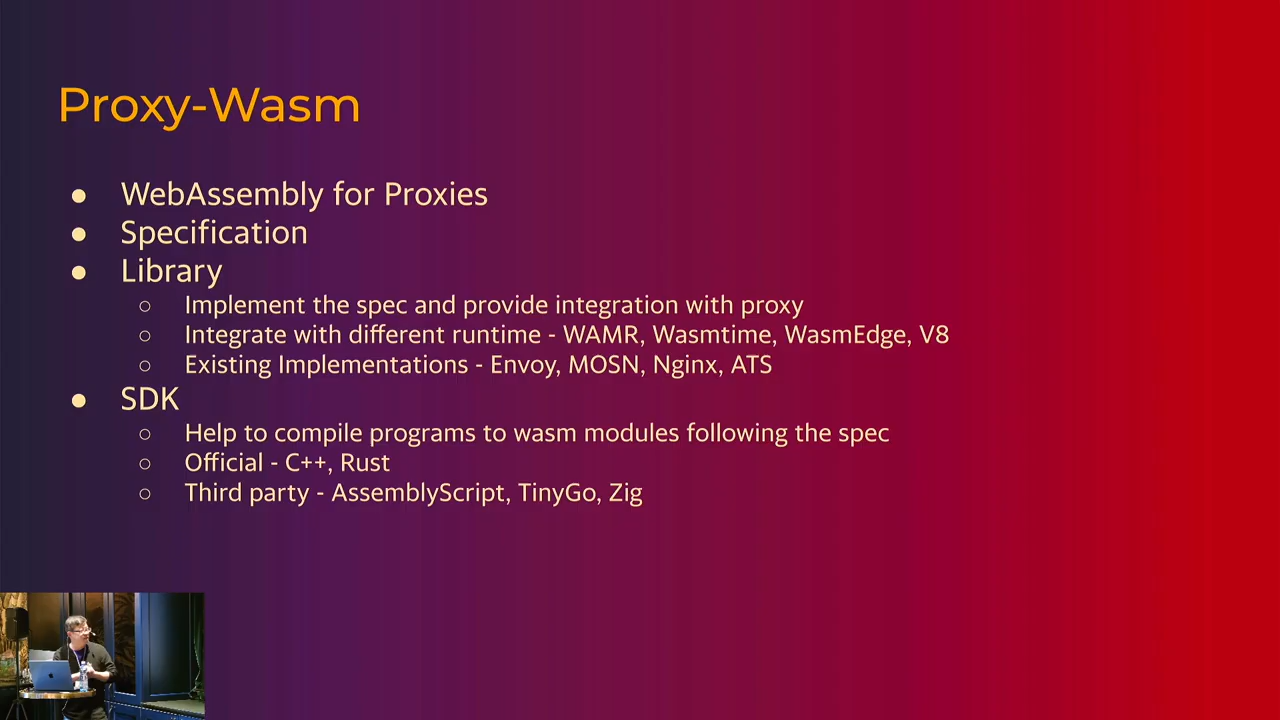 Proxy-Wasm
● WebAssembly for Proxies
● Specification
● Library
○ Implement the spec and provide integration with proxy
○ Integrate with different runtime - WAMR, Wasmtime, WasmEdge, V8
○ Existing Implementations - Envoy, MOSN, Nginx, ATS
● SDK
○ Help to compile programs to wasm modules following the spec
○ Official - C++, Rust
○ Third party - AssemblyScript, TinyGo, Zig